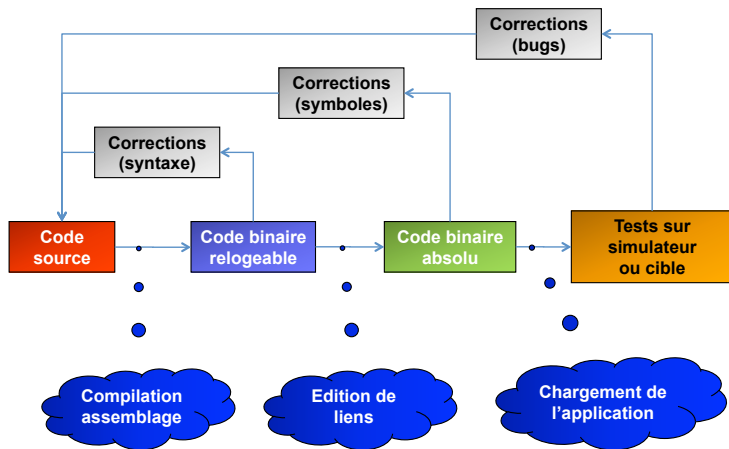 Corrections
(bugs)
Corrections
(symboles)
Corrections
(syntaxe)
Code
source
Code binaire
relogeable
Code binaire
absolu
Tests sur
simulateur
ou cible
Compilation
assemblage
Edition de
liens
Chargement de
l’application